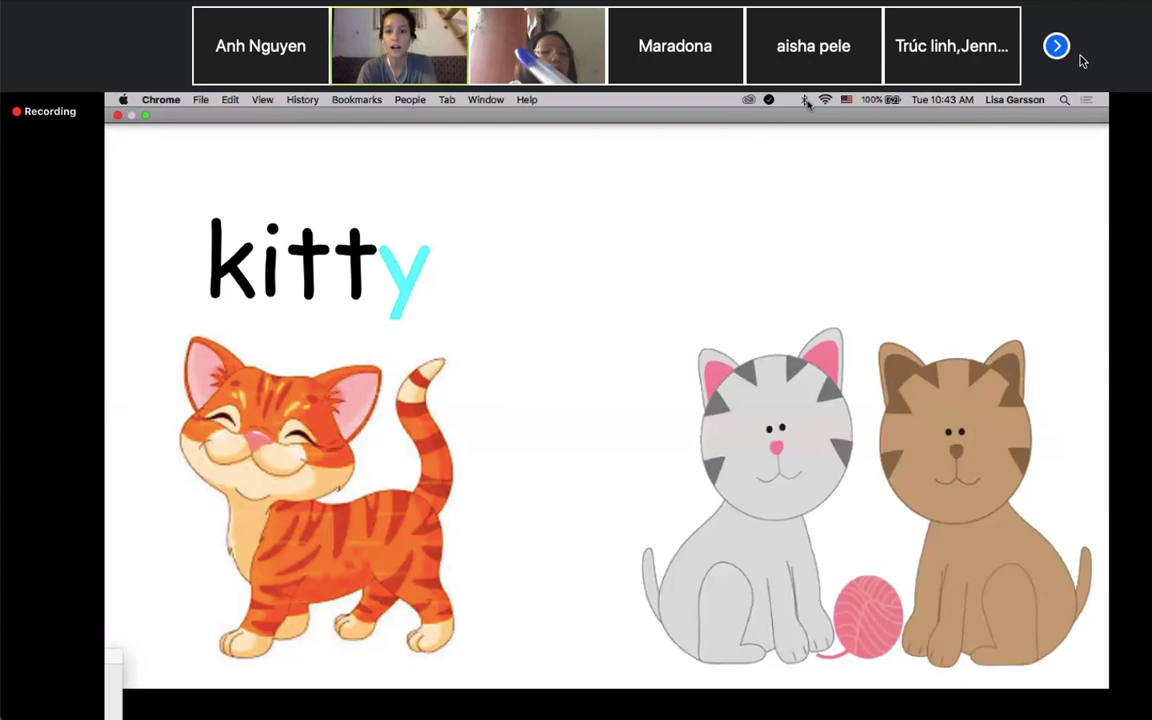 Anh Nguyen
Maradona
aisha pele
Trúc linh,Jenn...
Recording
Chrome File Edit View History Bookmarks People Tab Window Help 100% Tue 10:43 AM Lisa Garsson
kitty